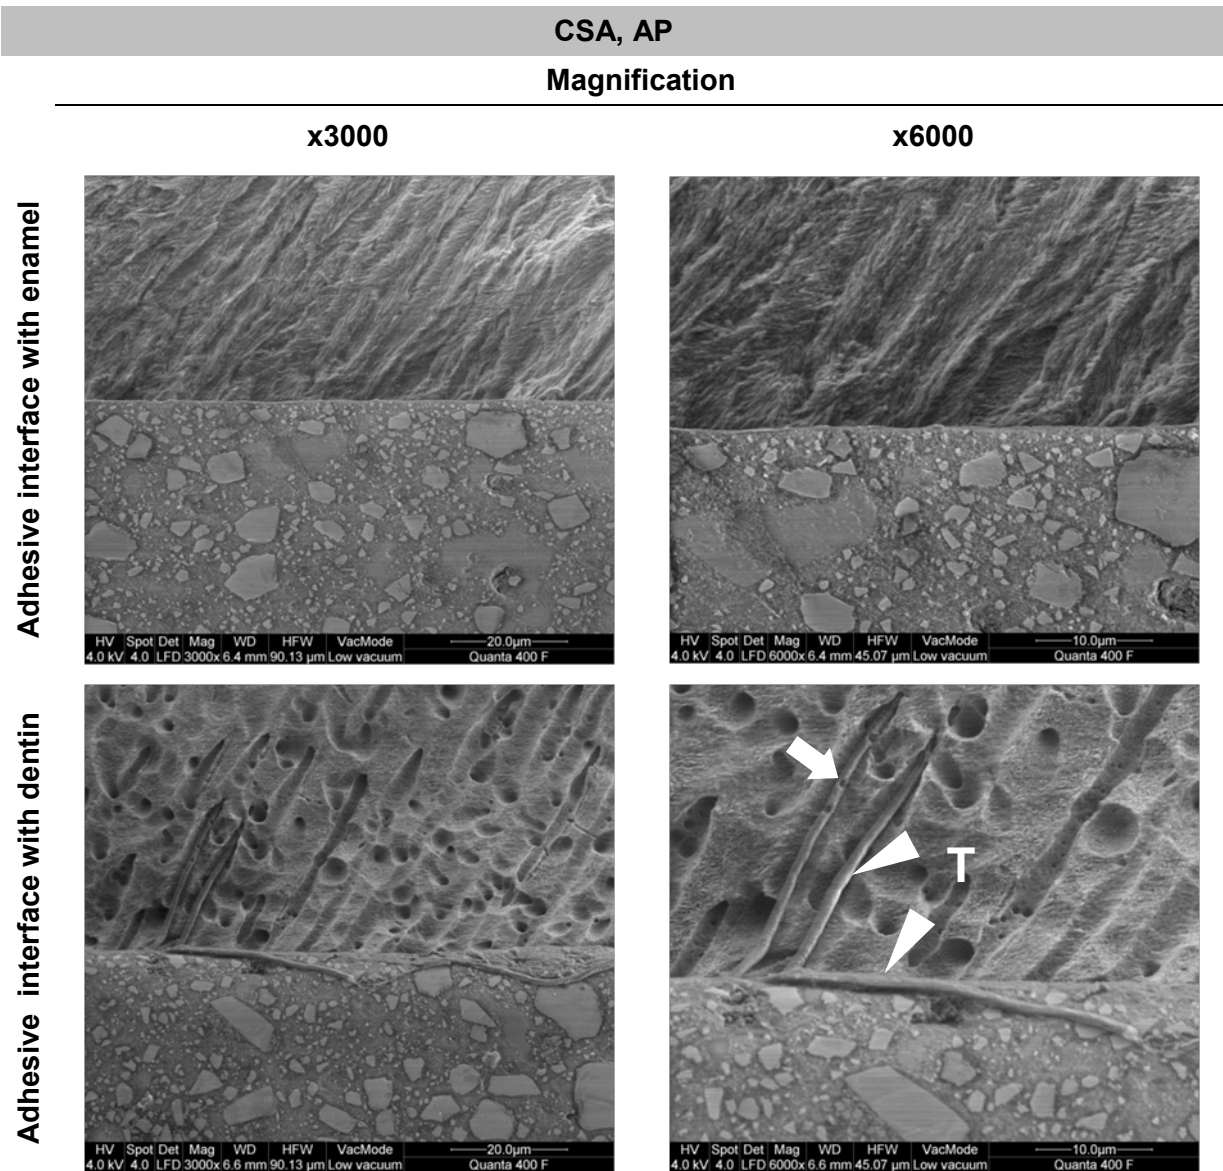 CSA, AP
Magnification
x3000
x6000
Adhesive interface with enamel
HV Spot Det Mag WD HFW VacMode 20.0µm
4.0 kV 4.0 LFD 3000x 6.4 mm 90.13 µm Low vacuum Quanta 400 F
HV Spot Det Mag WD HFW VacMode 10.0µm
4.0 kV 4.0 LFD 6000x 6.4 mm 45.07 µm Low vacuum Quanta 400 F
Adhesive interface with dentin
T
HV Spot Det Mag WD HFW VacMode 20.0µm
4.0 kV 4.0 LFD 3000x 6.6 mm 90.13 µm Low vacuum Quanta 400 F
HV Spot Det Mag WD HFW VacMode 10.0µm
4.0 kV 4.0 LFD 6000x 6.6 mm 45.07 µm Low vacuum Quanta 400 F